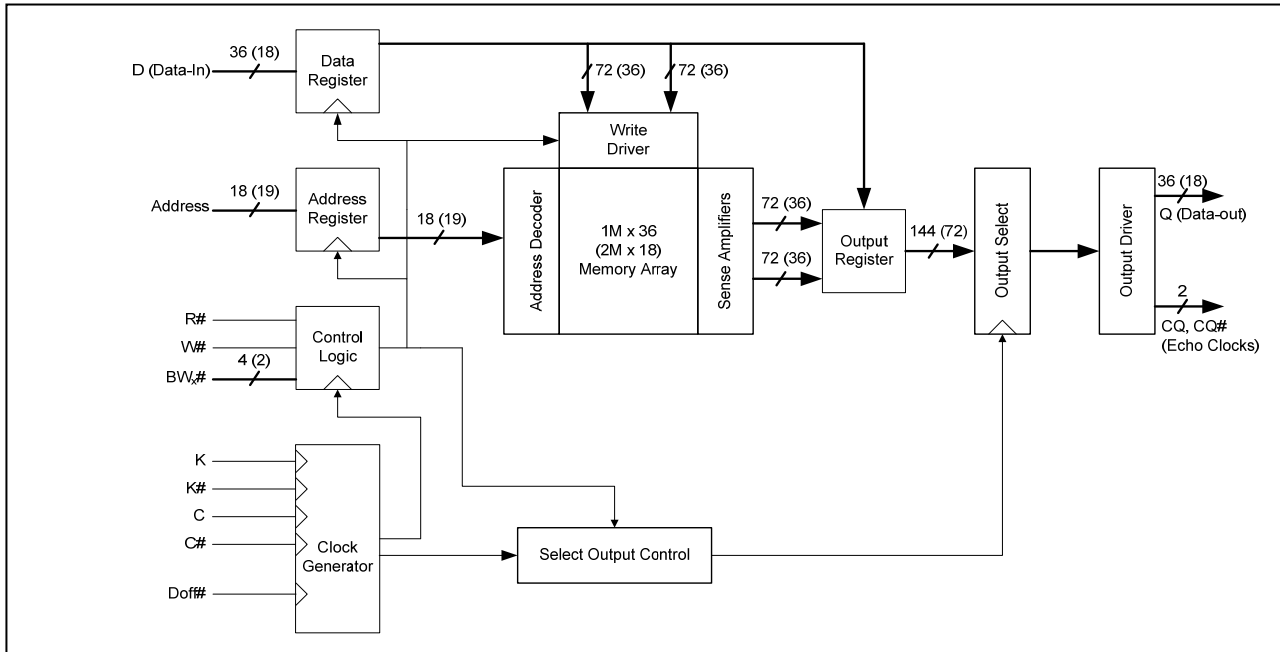 36 (18)
D (Data-In)
Data
Register
72 (36)
72 (36)
Write
Driver
18 (19)
Address
Address
Register
18 (19)
Address Decoder
1M x 36
(2M x 18)
Memory Array
Sense Amplifiers
72 (36)
72 (36)
Output
Register
144 (72)
Output Select
Output Driver
36 (18)
Q (Data-out)
2
CQ, CQ#
(Echo Clocks)
R#
W#
4 (2)
BWx#
Control
Logic
K
K#
C
C#
Doff#
Clock
Generator
Select Output Control